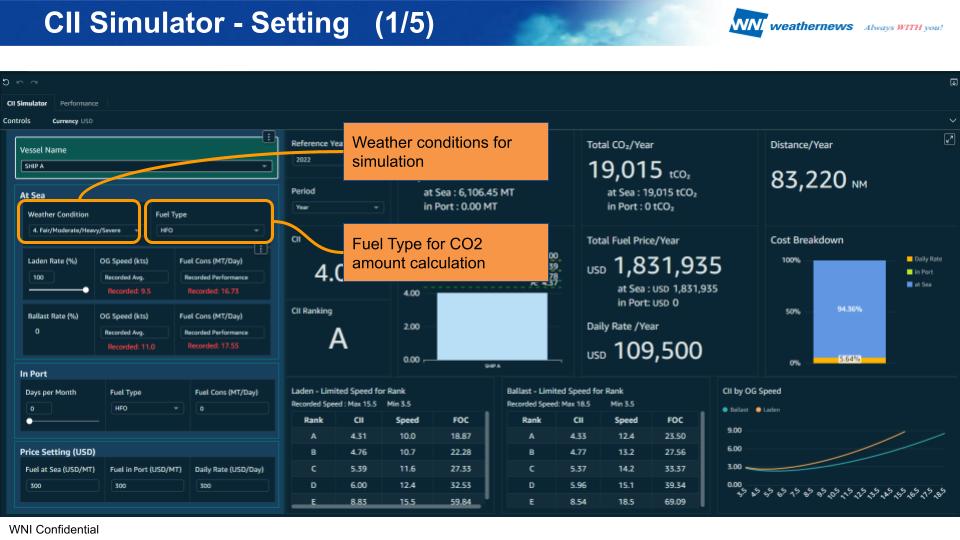 CII Simulator - Setting (1/5)
WNI weathernews Always WITH you!
CII Simulator Performance
Controls Currency USD
Vessel Name
SHIP A
At Sea
Weather Condition
4. Fair/Moderate/Heavy/Severe
Fuel Type
HFO
Laden Rate (%) OG Speed (kts) Fuel Cons (MT/Day)
100 Recorded Avg. Recorded Performance
Recorded: 9.5 Recorded: 16.73
Ballast Rate (%) OG Speed (kts) Fuel Cons (MT/Day)
0 Recorded Avg. Recorded Performance
Recorded: 11.0 Recorded: 17.55
In Port
Days per Month Fuel Type Fuel Cons (MT/Day)
0 HFO 0
Price Setting (USD)
Fuel at Sea (USD/MT) Fuel in Port (USD/MT) Daily Rate (USD/Day)
300 300 300
Weather conditions for
simulation
Fuel Type for CO2
amount calculation
2022
Period
Year
CII
CII Ranking
A
at Sea : 6,106.45 MT
in Port : 0.00 MT
4.00
2.00
0.00
SHIP A
Total CO₂/Year
19,015 tCO₂
at Sea : 19,015 tCO₂
in Port : 0 tCO₂
Distance/Year
83,220 NM
Total Fuel Price/Year
USD 1,831,935
at Sea : USD 1,831,935
in Port: USD 0
Daily Rate /Year
USD 109,500
Cost Breakdown
100%
50%
0%
94.36%
5.64%
Daily Rate
in Port
at Sea
Laden - Limited Speed for Rank
Recorded Speed : Max 15.5 Min 3.5
Rank CII Speed FOC
A 4.31 10.0 18.87
B 4.76 10.7 22.28
C 5.39 11.6 27.33
D 6.00 12.4 32.53
E 8.83 15.5 59.84
Ballast - Limited Speed for Rank
Recorded Speed: Max 18.5 Min 3.5
Rank CII Speed FOC
A 4.33 12.4 23.50
B 4.77 13.2 27.56
C 5.37 14.2 33.37
D 5.96 15.1 39.34
E 8.54 18.5 69.09
CII by OG Speed
Ballast Laden
9.00
6.00
3.00
0.00
3.5 4.5 5.5 6.5 7.5 8.5 9.5 10.5 11.5 12.5 13.5 14.5 15.5 16.5 17.5 18.5
WNI Confidential